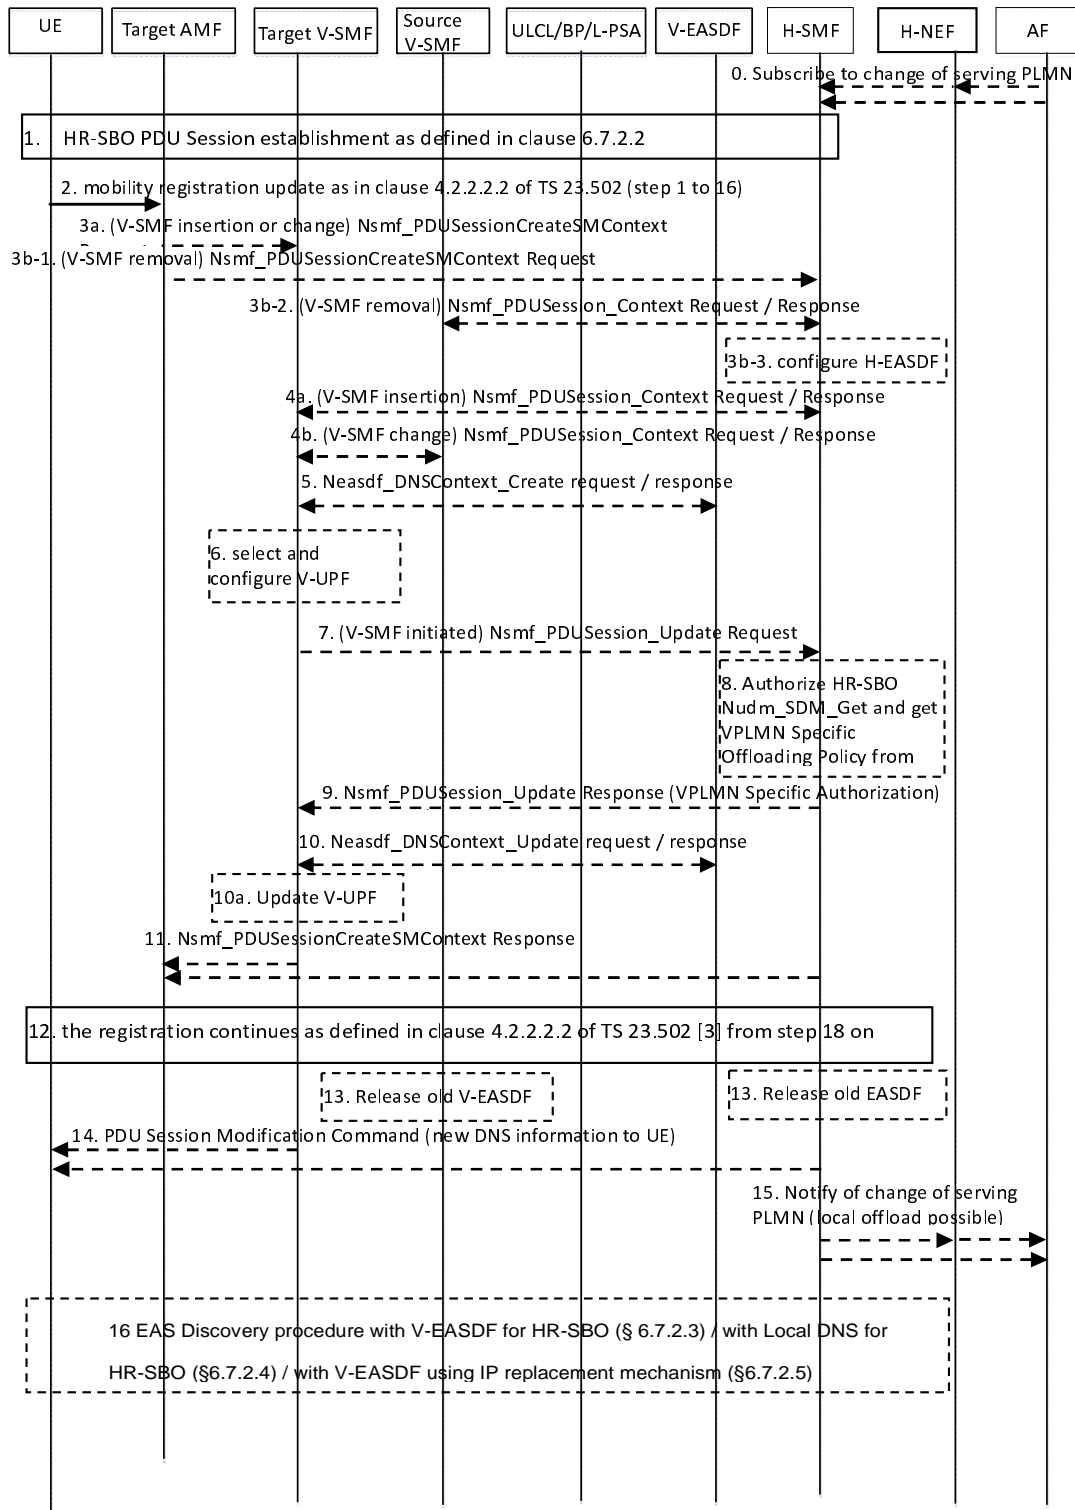 UE
Target AMF
Target V-SMF
Source
V-SMF
ULCL/BP/L-PSA
V-EASDF
H-SMF
H-NEF
AF
0. Subscribe to change of serving PLMN
1. HR-SBO PDU Session establishment as defined in clause 6.7.2.2
2. mobility registration update as in clause 4.2.2.2.2 of TS 23.502 (step 1 to 16)
3a. (V-SMF insertion or change) Nsmf_PDUSessionCreateSMContext
3b-1. (V-SMF removal) Nsmf_PDUSessionCreateSMContext Request
3b-2. (V-SMF removal) Nsmf_PDUSession_Context Request / Response
3b-3. configure H-EASDF
4a. (V-SMF insertion) Nsmf_PDUSession_Context Request / Response
4b. (V-SMF change) Nsmf_PDUSession_Context Request / Response
5. Neasdf_DNSContext_Create request / response
6. select and
configure V-UPF
7. (V-SMF initiated) Nsmf_PDUSession_Update Request
8. Authorize HR-SBO
Nudm_SDM_Get and get
VPLMN Specific
Offloading Policy from
9. Nsmf_PDUSession_Update Response (VPLMN Specific Authorization)
10. Neasdf_DNSContext_Update request / response
10a. Update V-UPF
11. Nsmf_PDUSessionCreateSMContext Response
12. the registration continues as defined in clause 4.2.2.2.2 of TS 23.502 [3] from step 18 on
13. Release old V-EASDF
13. Release old EASDF
14. PDU Session Modification Command (new DNS information to UE)
15. Notify of change of serving
PLMN (local offload possible)
16 EAS Discovery procedure with V-EASDF for HR-SBO (§ 6.7.2.3) / with Local DNS for
HR-SBO (§6.7.2.4) / with V-EASDF using IP replacement mechanism (§6.7.2.5)